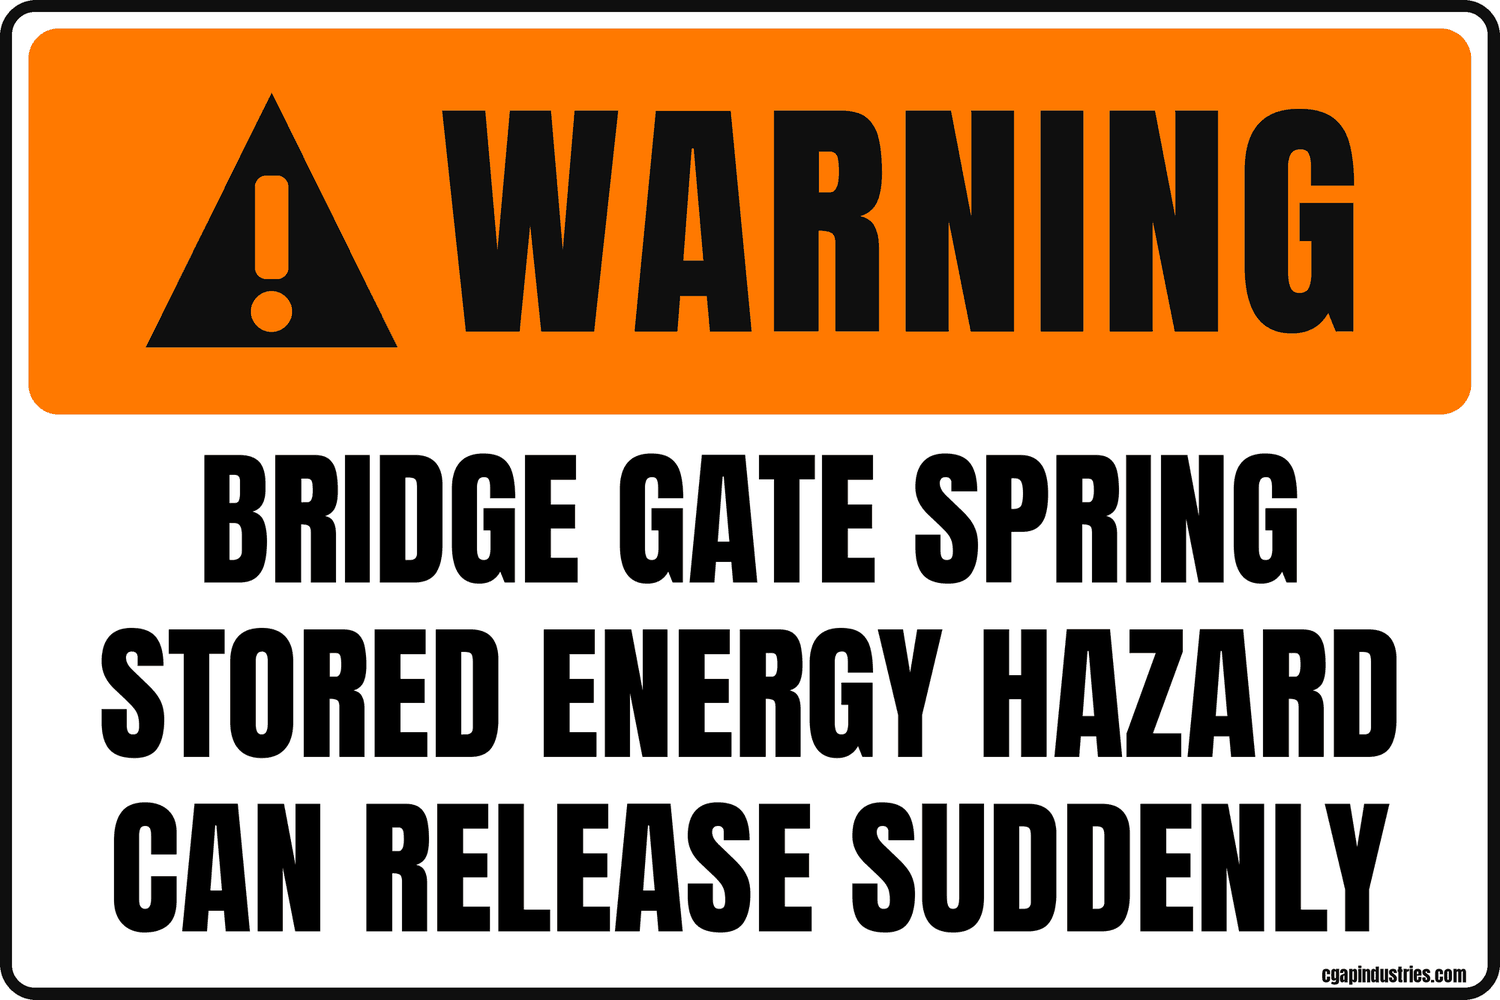 WARNING
BRIDGE GATE SPRING
STORED ENERGY HAZARD
CAN RELEASE SUDDENLY
cgapindustries.com